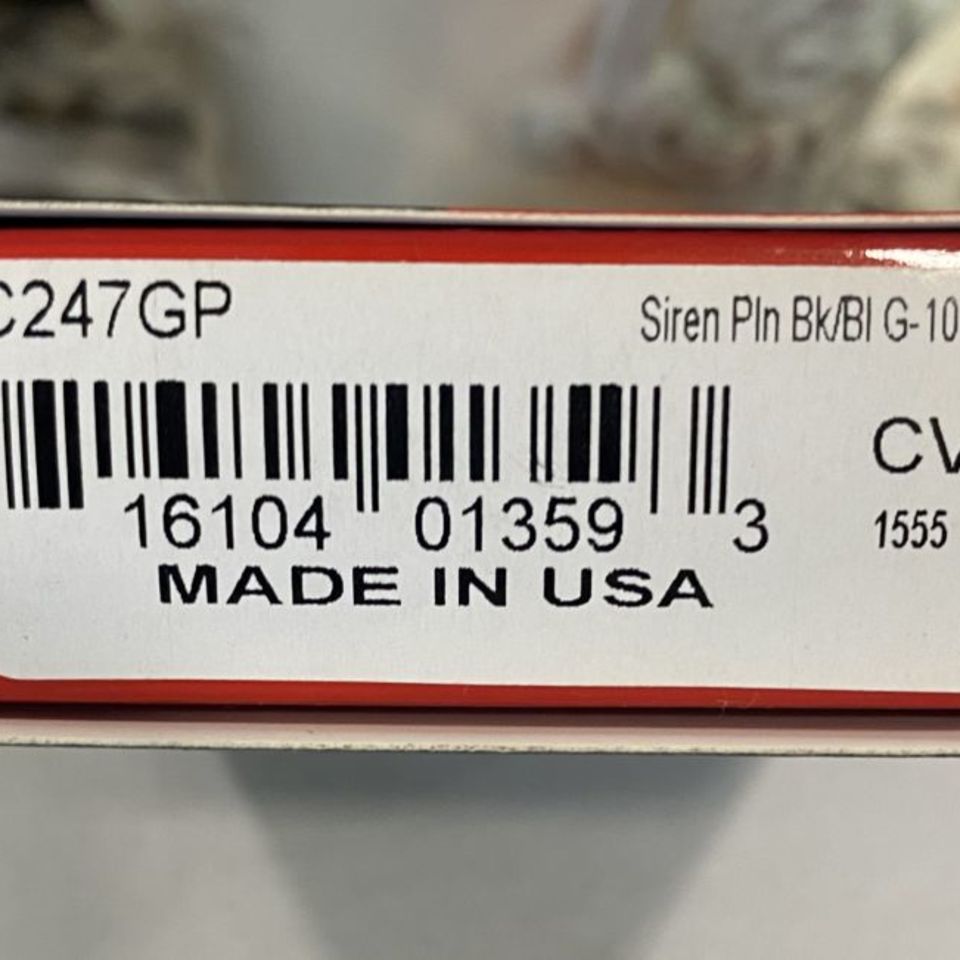 C247GP
Siren Pln Bk/Bl G-10
CV
16104 01359 3
1555
MADE IN USA